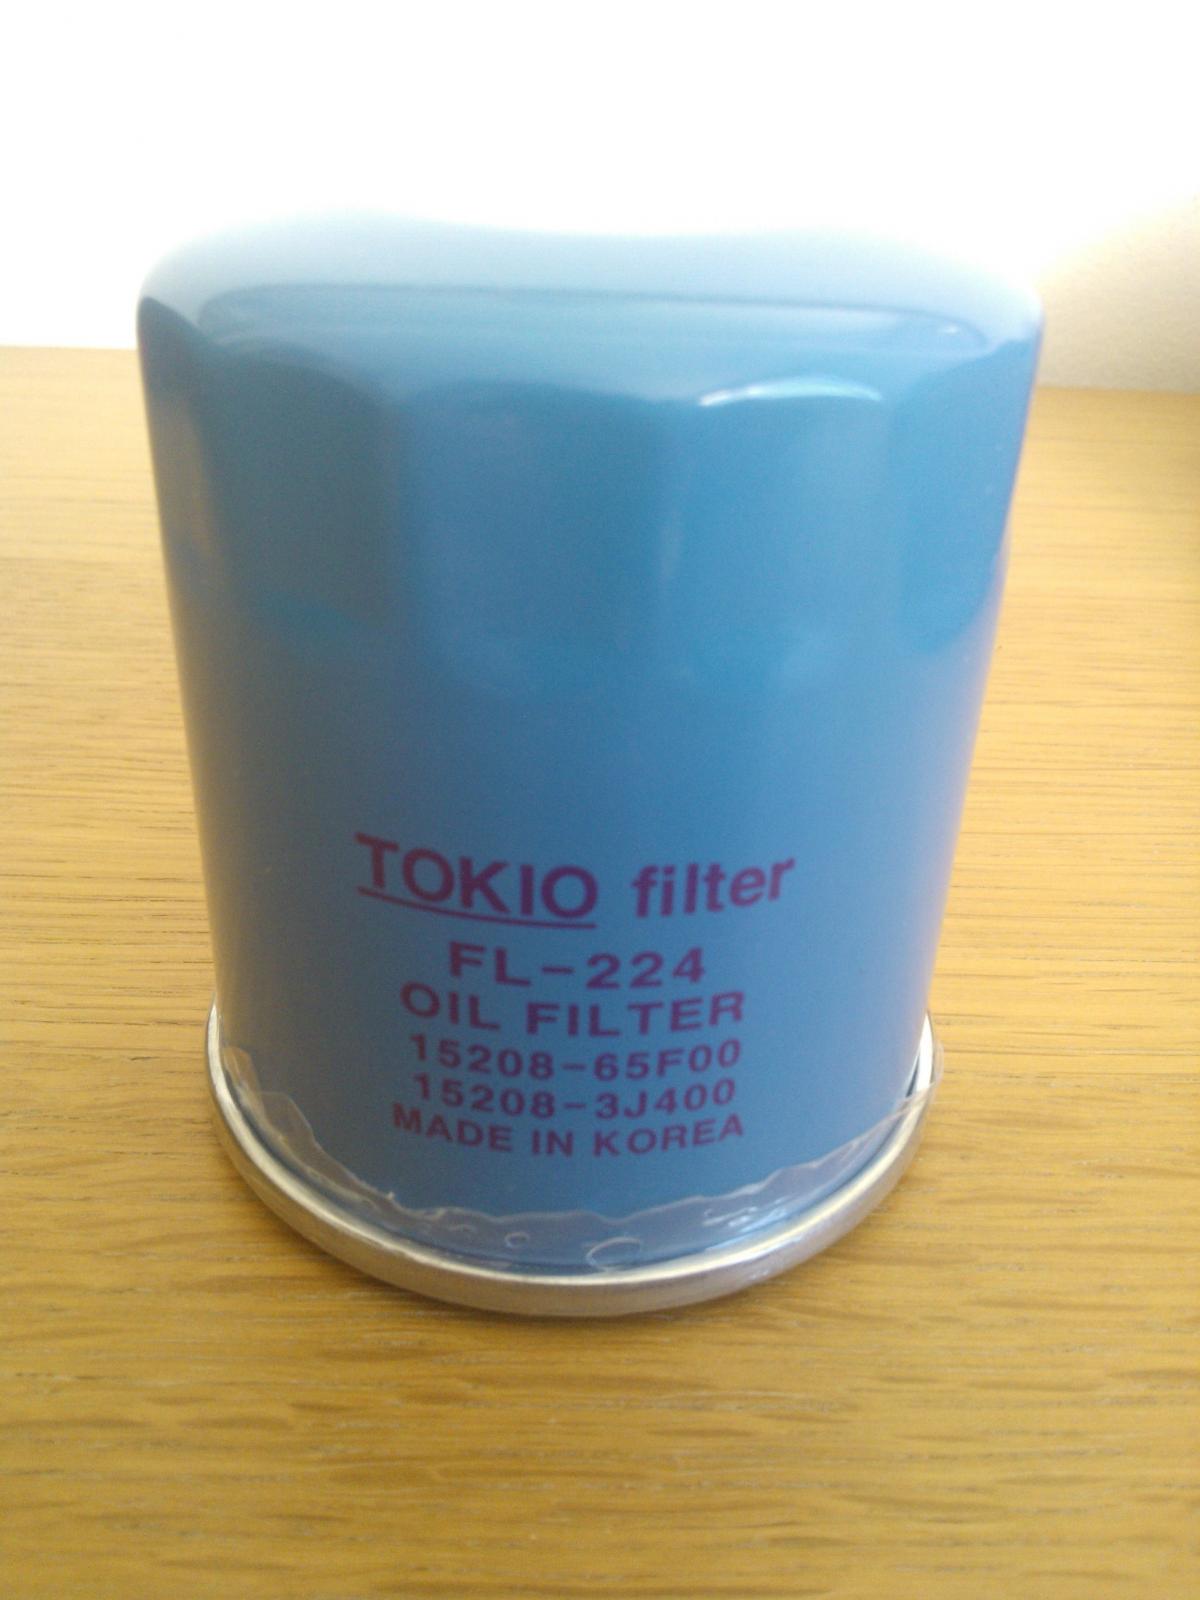 TOKIO filter
FL-224
OIL FILTER
15208-65F00
15208-3J400
MADE IN KOREA